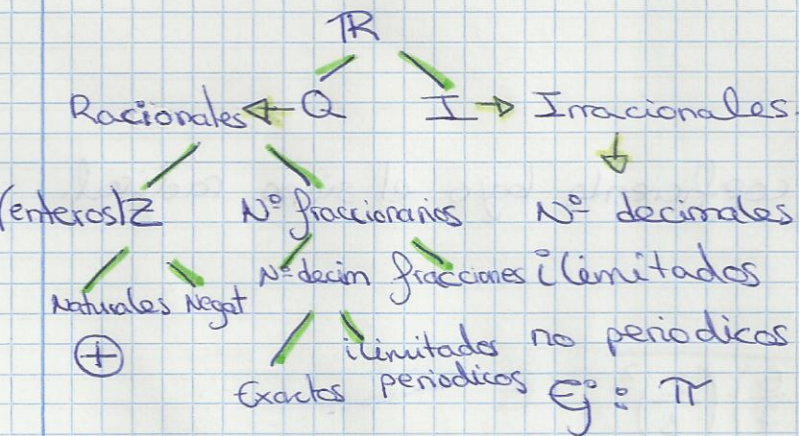 ℝ
Racionales ← Q I → Irracionales.
(enteros) Z Nº fraccionarios Nº decimales
Nº decim fracciones ilimitados
Naturales Negat
ilimitados no periodicos
+
Exactos periodicos Ej: π